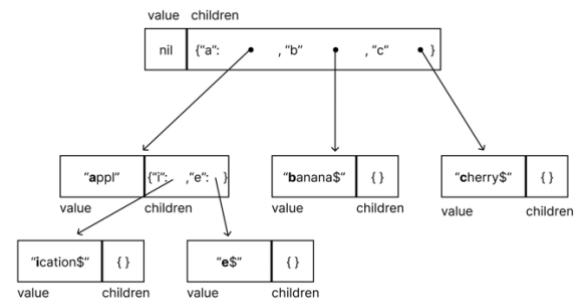 value children
nil {"a": , "b" , "c" }
"appl" {"i": ,"e": } "banana$" { } "cherry$" { }
value children value children value children
"ication$" { } "e$" { }
value children value children